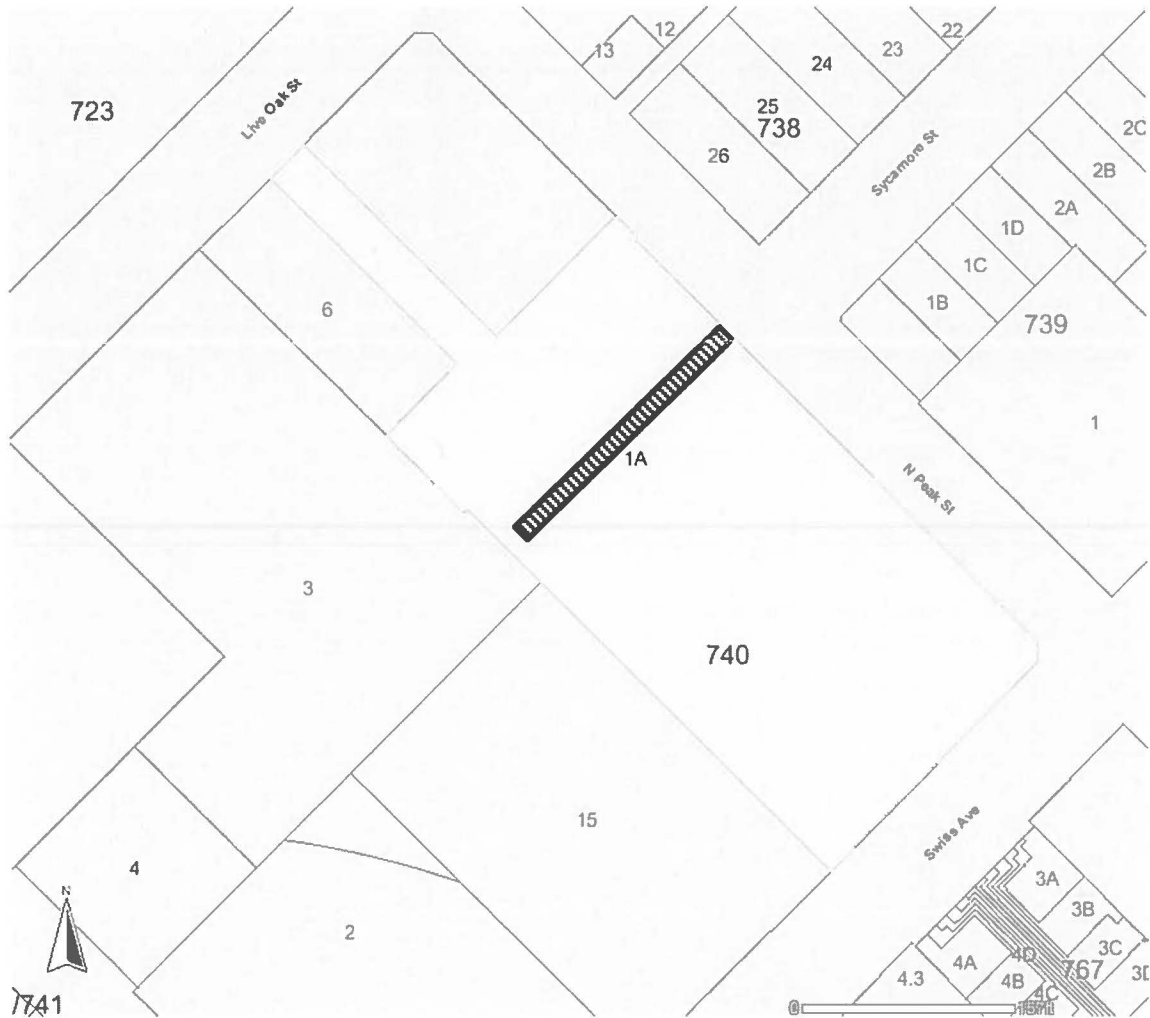 12
22
13
23
24
723
Live Oak St
25
738
2C
26
Sycamore St
2B
2A
1D
1C
6
1B
739
1
1A
N Peak St
3
740
15
Swiss Ave
4
3A
N
3B
2
3C
4D
4A
767
3D
4.3
4B
4C
/741
0